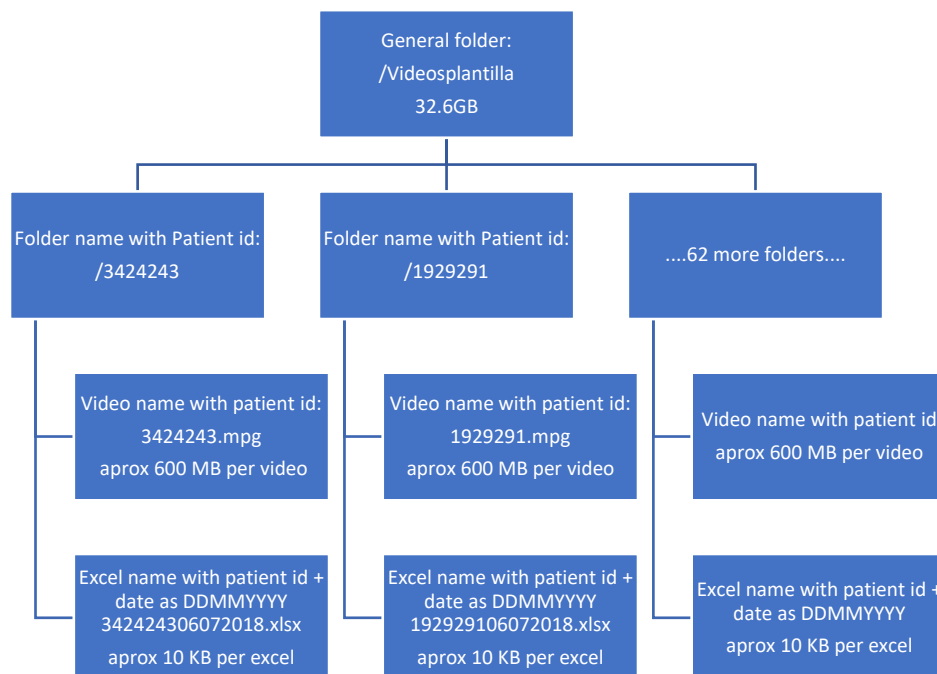 General folder:
/Videosplantilla
32.6GB
Folder name with Patient id:
/3424243
Folder name with Patient id:
/1929291
....62 more folders....
Video name with patient id:
3424243.mpg
aprox 600 MB per video
Video name with patient id:
1929291.mpg
aprox 600 MB per video
Video name with patient id
aprox 600 MB per video
Excel name with patient id +
date as DDMMYYYY
342424306072018.xlsx
aprox 10 KB per excel
Excel name with patient id +
date as DDMMYYYY
192929106072018.xlsx
aprox 10 KB per excel
Excel name with patient id +
date as DDMMYYYY
aprox 10 KB per excel